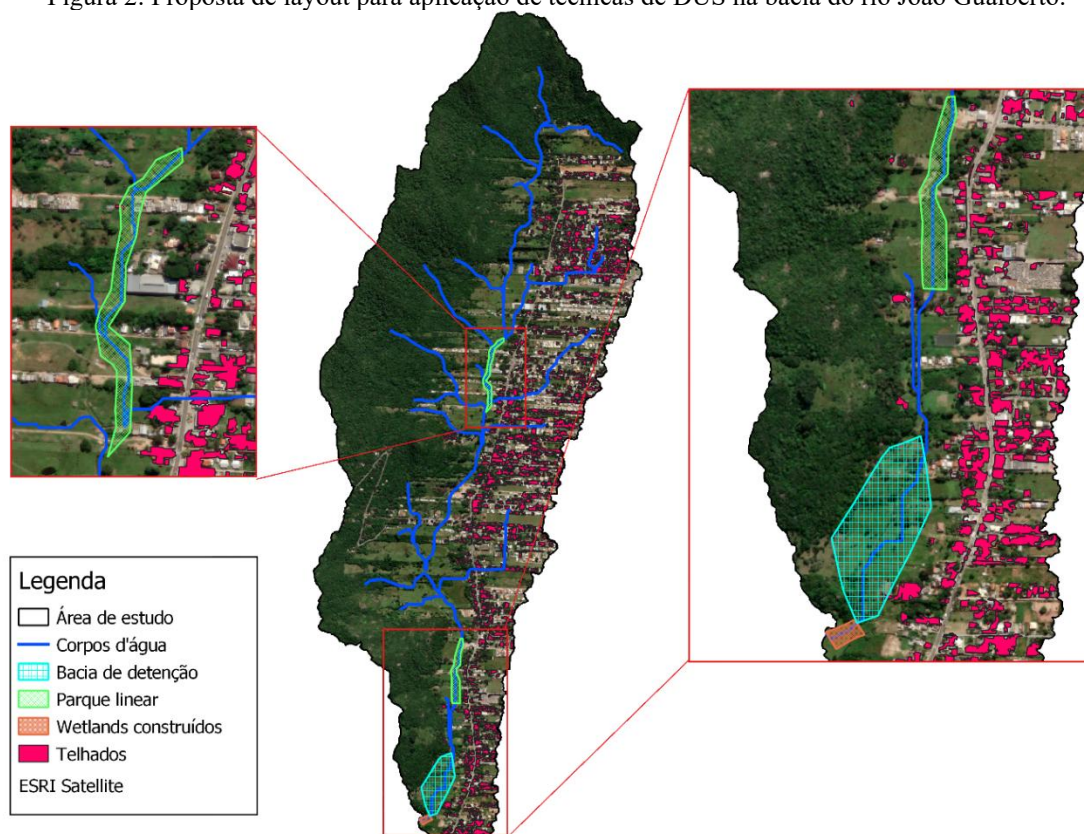 Figura 2. Proposta de layout para aplicação de técnicas de DUS na bacia do rio João Gualberto.
Legenda
Área de estudo
Corpos d'água
Bacia de detenção
Parque linear
Wetlands construídos
Telhados
ESRI Satellite